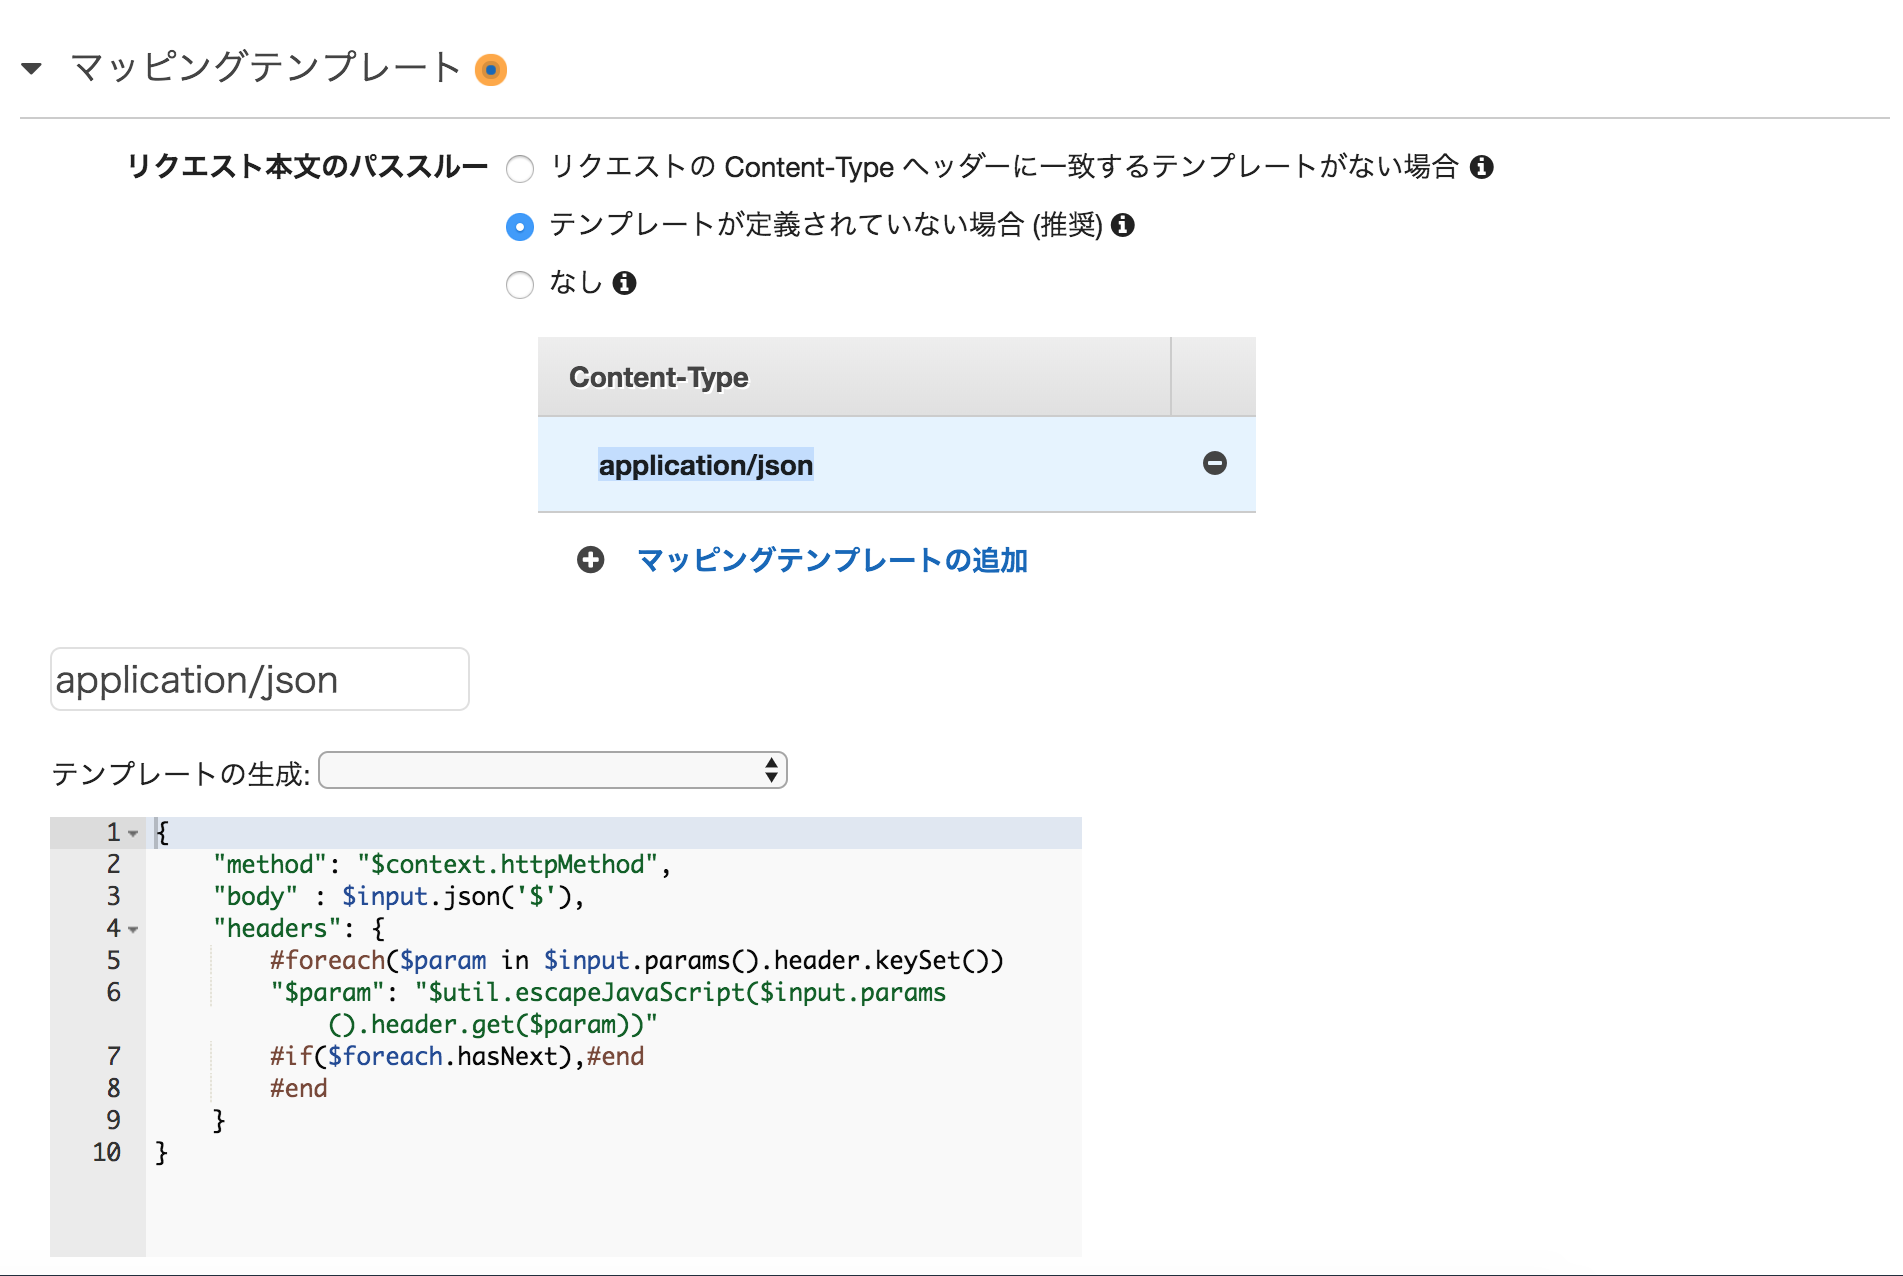 マッピングテンプレート
リクエスト本文のパススルー リクエストの Content-Type ヘッダーに一致するテンプレートがない場合
テンプレートが定義されていない場合 (推奨)
なし
Content-Type
application/json
マッピングテンプレートの追加
application/json
テンプレートの生成:
1 {
2 "method": "$context.httpMethod",
3 "body" : $input.json('$'),
4 "headers": {
5 #foreach($param in $input.params().header.keySet())
6 "$param": "$util.escapeJavaScript($input.params
().header.get($param))"
7 #if($foreach.hasNext),#end
8 #end
9 }
10 }